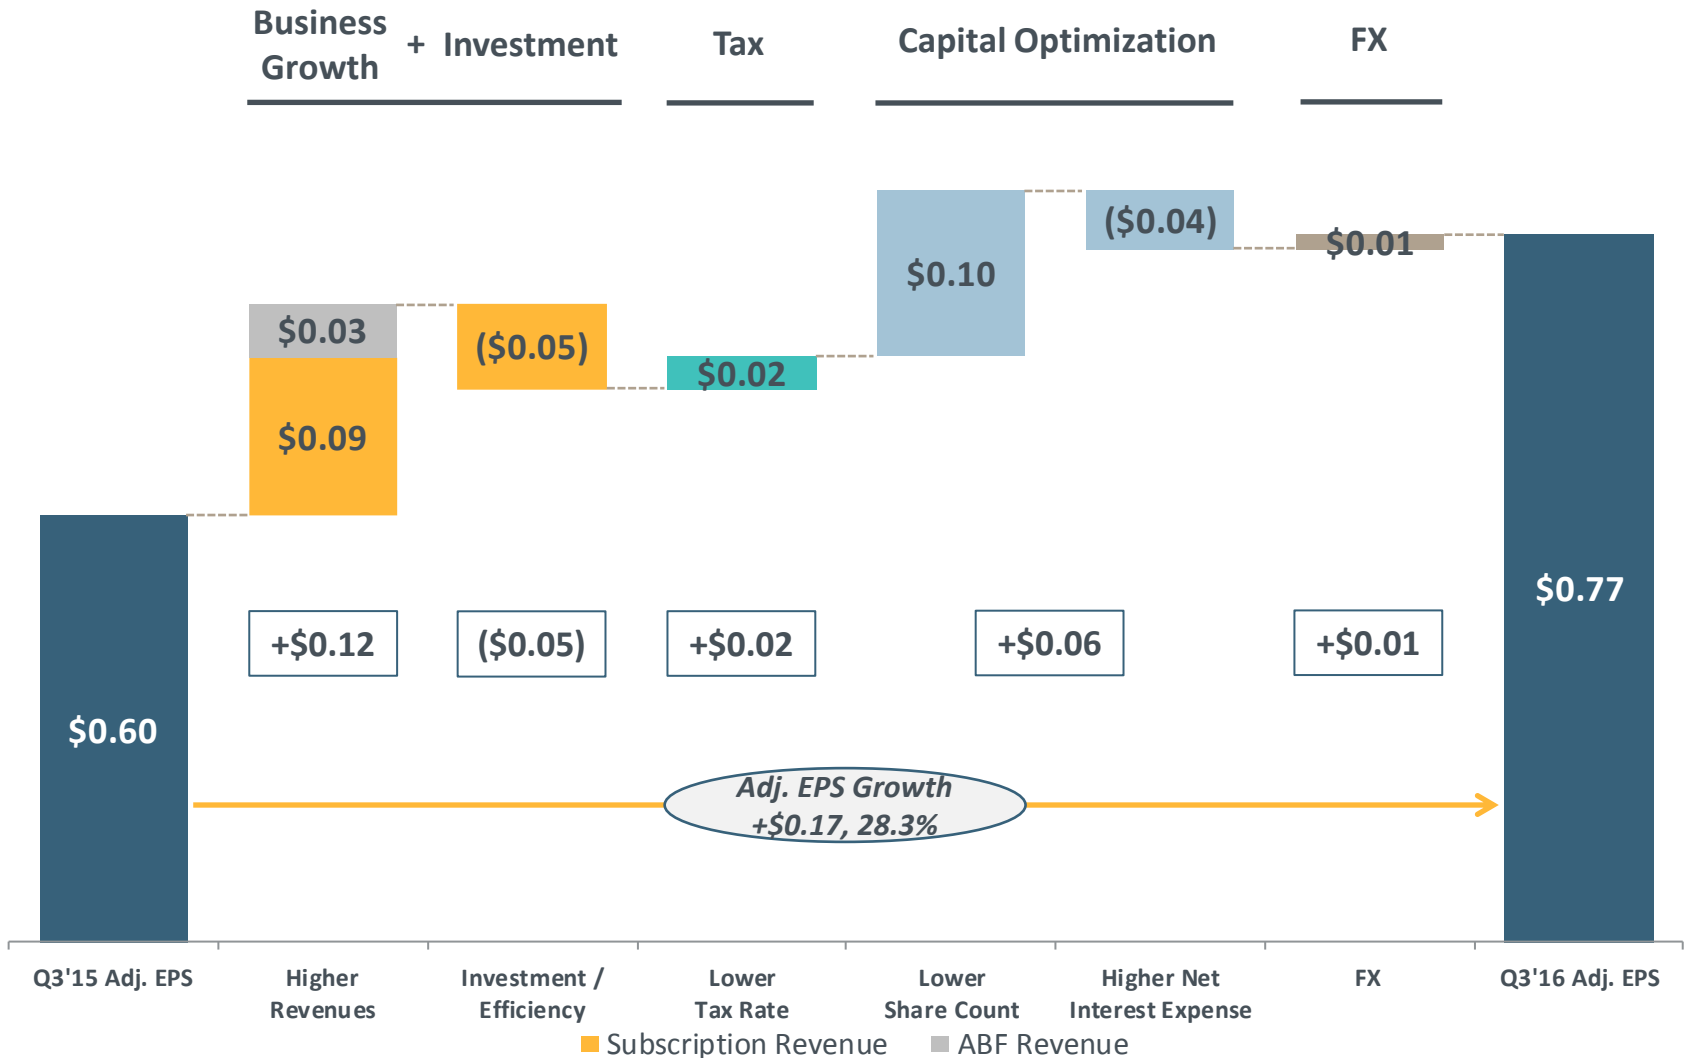 Business
Growth
+ Investment
Tax
Capital Optimization
FX
$0.03
$0.09
($0.05)
$0.02
$0.10
($0.04)
$0.01
$0.60
$0.77
+$0.12
($0.05)
+$0.02
+$0.06
+$0.01
Adj. EPS Growth
+$0.17, 28.3%
Q3'15 Adj. EPS
Higher
Revenues
Investment /
Efficiency
Lower
Tax Rate
Lower
Share Count
Higher Net
Interest Expense
FX
Q3'16 Adj. EPS
Subscription Revenue
ABF Revenue